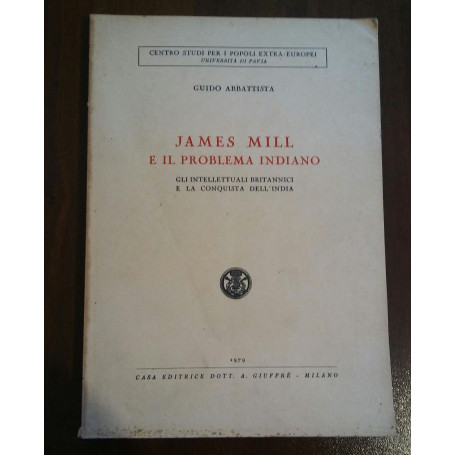 CENTRO STUDI PER I POPOLI EXTRA-EUROPEI
UNIVERSITÀ DI PAVIA
GUIDO ABBATTISTA
JAMES MILL
E IL PROBLEMA INDIANO
GLI INTELLETTUALI BRITANNICI
E LA CONQUISTA DELL'INDIA
1979
CASA EDITRICE DOTT. A. GIUFFRÈ - MILANO